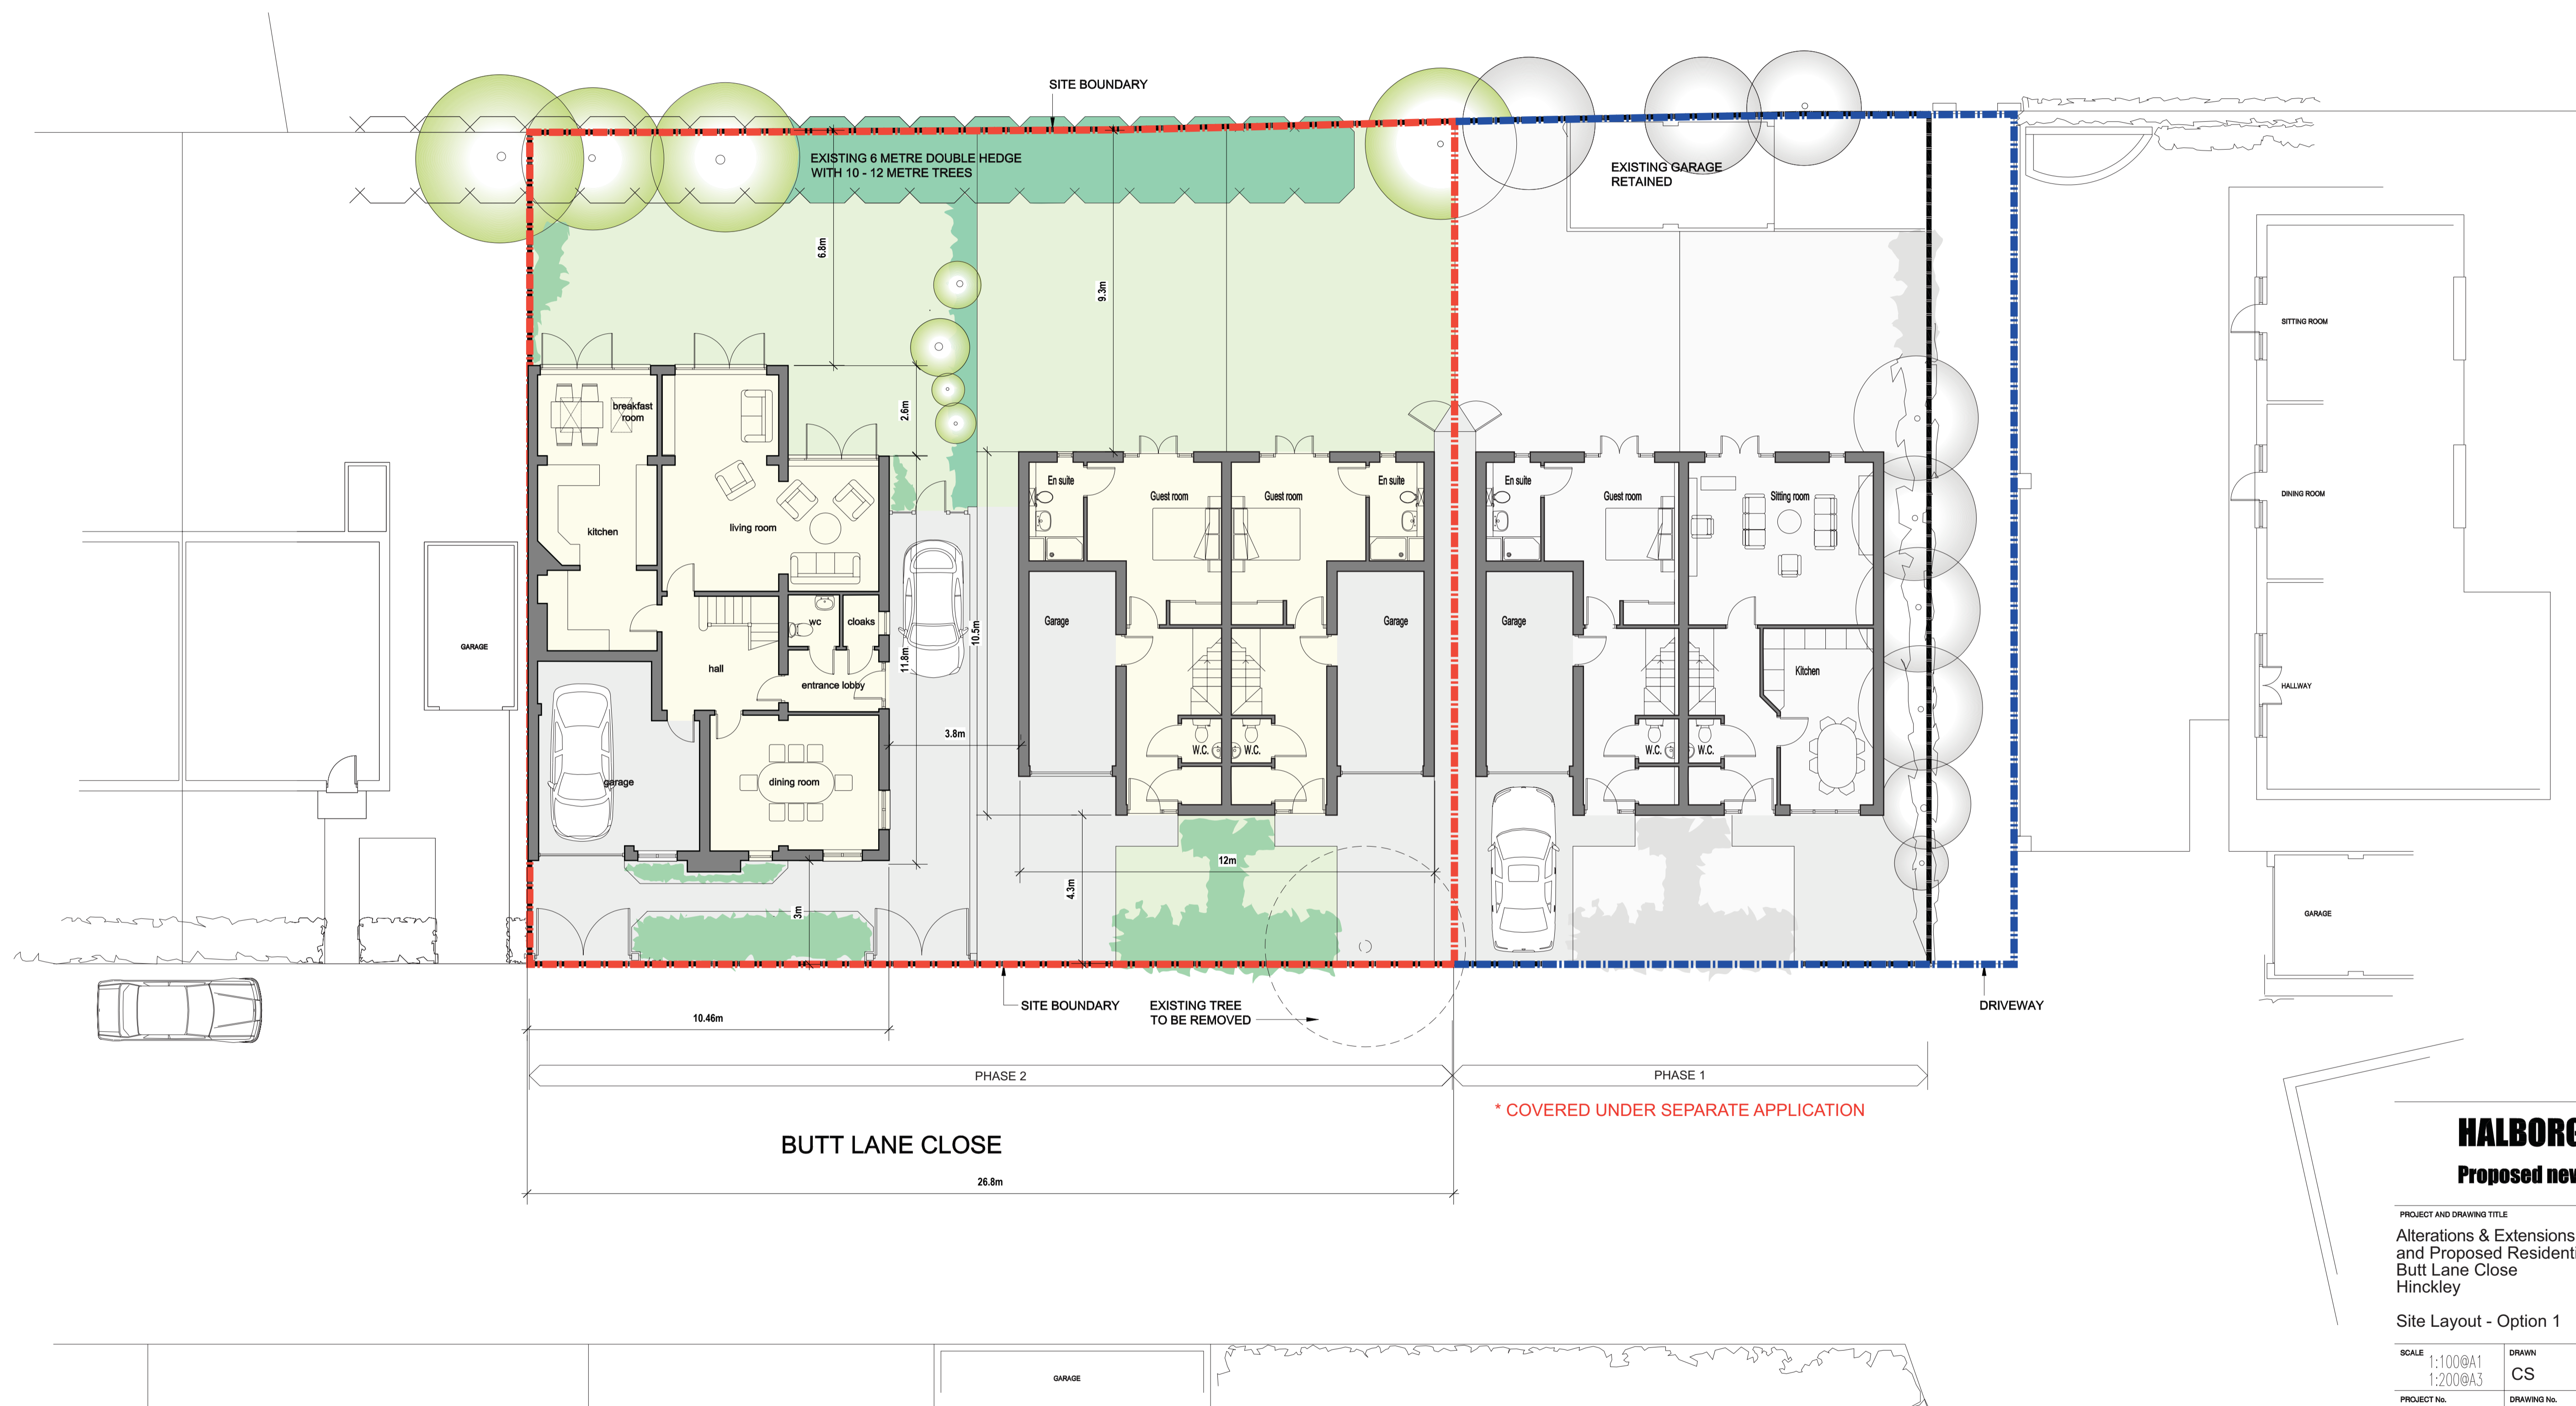 SITE BOUNDARY
EXISTING 6 METRE DOUBLE HEDGE
WITH 10 - 12 METRE TREES
EXISTING GARAGE
RETAINED
6.8m
9.3m
2.6m
SITTING ROOM
DINING ROOM
HALLWAY
GARAGE
GARAGE
breakfast
room
kitchen
living room
wc
cloaks
hall
entrance lobby
garage
dining room
11.8m
10.5m
3.8m
3m
En suite
Guest room
Guest room
En suite
Garage
Garage
W.C.
W.C.
12m
4.3m
En suite
Guest room
Sitting room
Garage
Kitchen
W.C.
W.C.
SITE BOUNDARY
EXISTING TREE
TO BE REMOVED
DRIVEWAY
10.46m
PHASE 2
PHASE 1
* COVERED UNDER SEPARATE APPLICATION
BUTT LANE CLOSE
26.8m
GARAGE
HALBORG
Proposed new
PROJECT AND DRAWING TITLE
Alterations & Extensions
and Proposed Resident
Butt Lane Close
Hinckley
Site Layout - Option 1
SCALE
1:100@A1
1:200@A3
DRAWN
CS
PROJECT No.
DRAWING No.